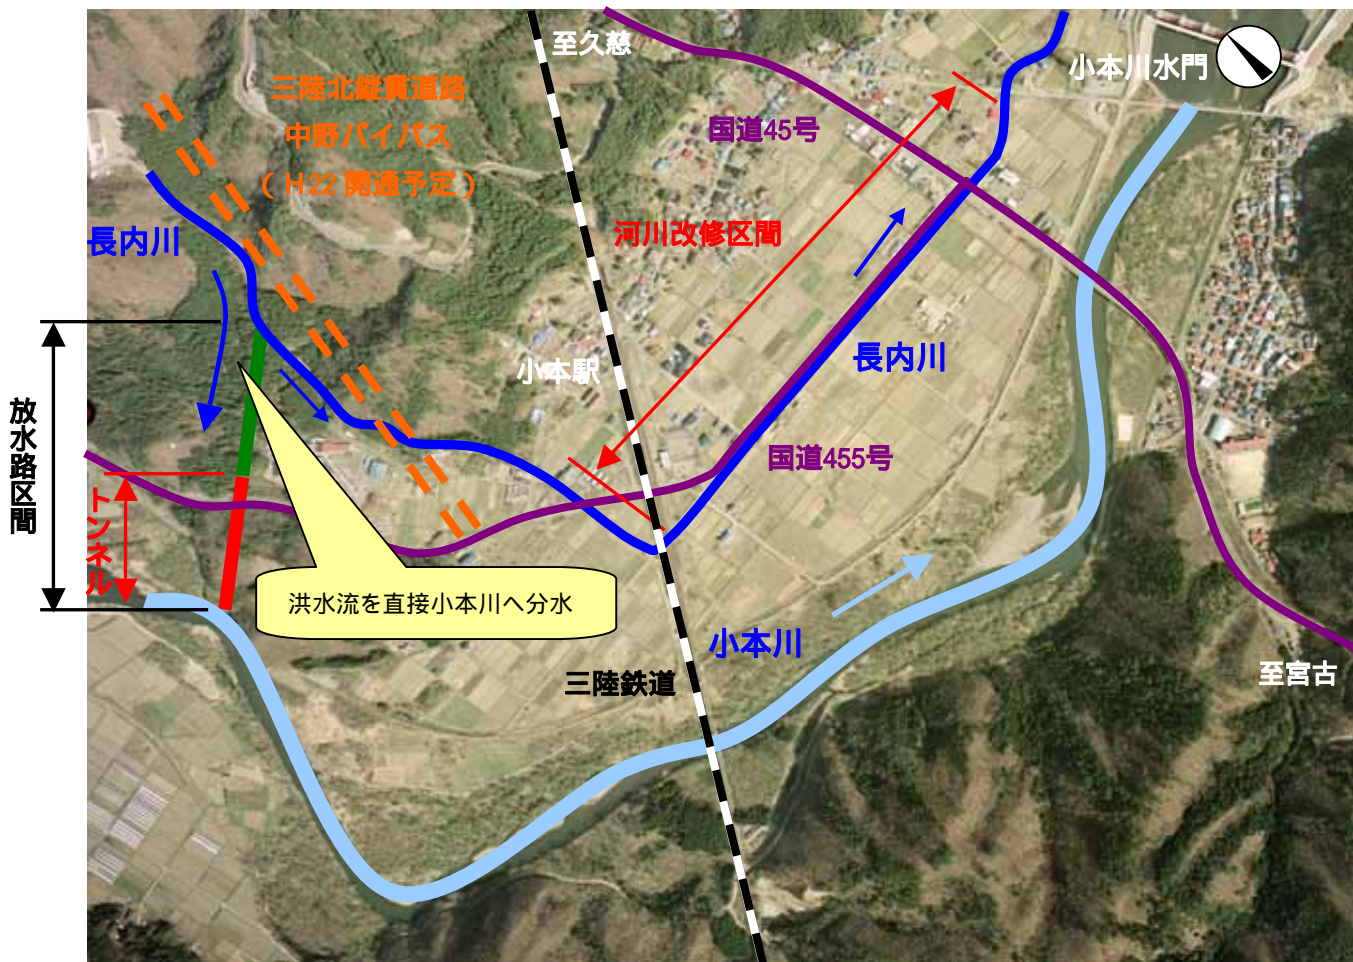 至久慈
小本川水門
三陸北縦貫道路
中野バイパス
（H22 開通予定）
国道45号
長内川
河川改修区間
小本駅
長内川
放水路区間
国道455号
トンネル
洪水流を直接小本川へ分水
小本川
三陸鉄道
至宮古